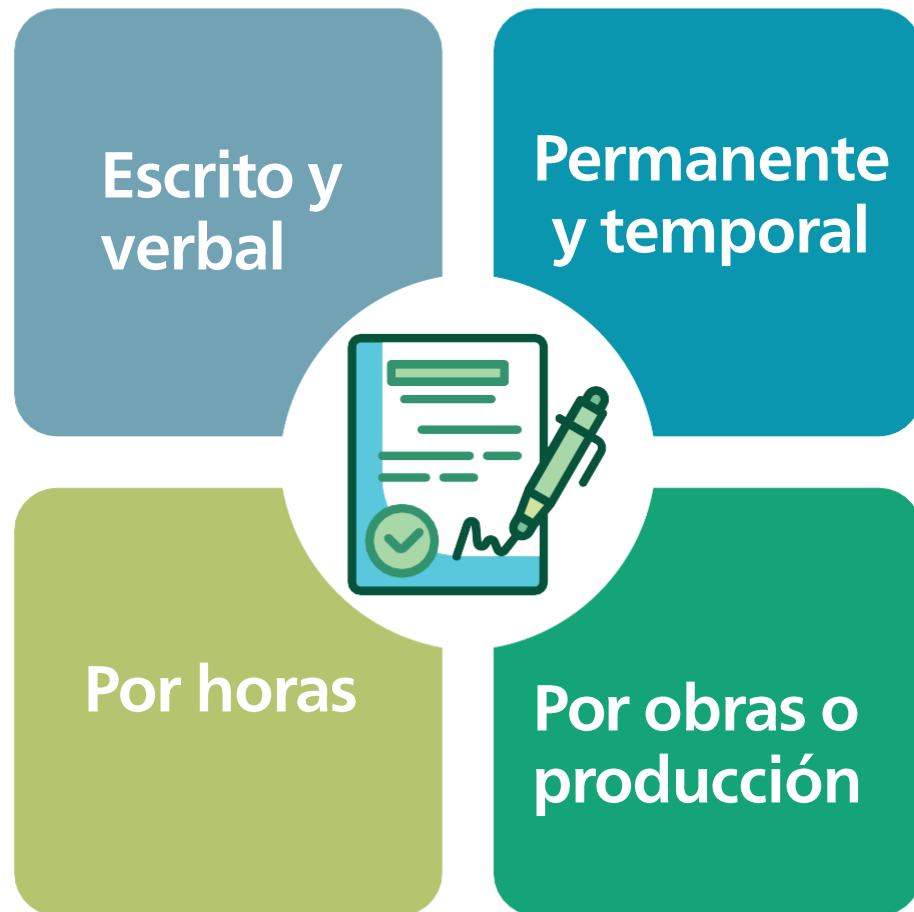 Escrito y
verbal
Permanente
y temporal
Por horas
Por obras o
producción